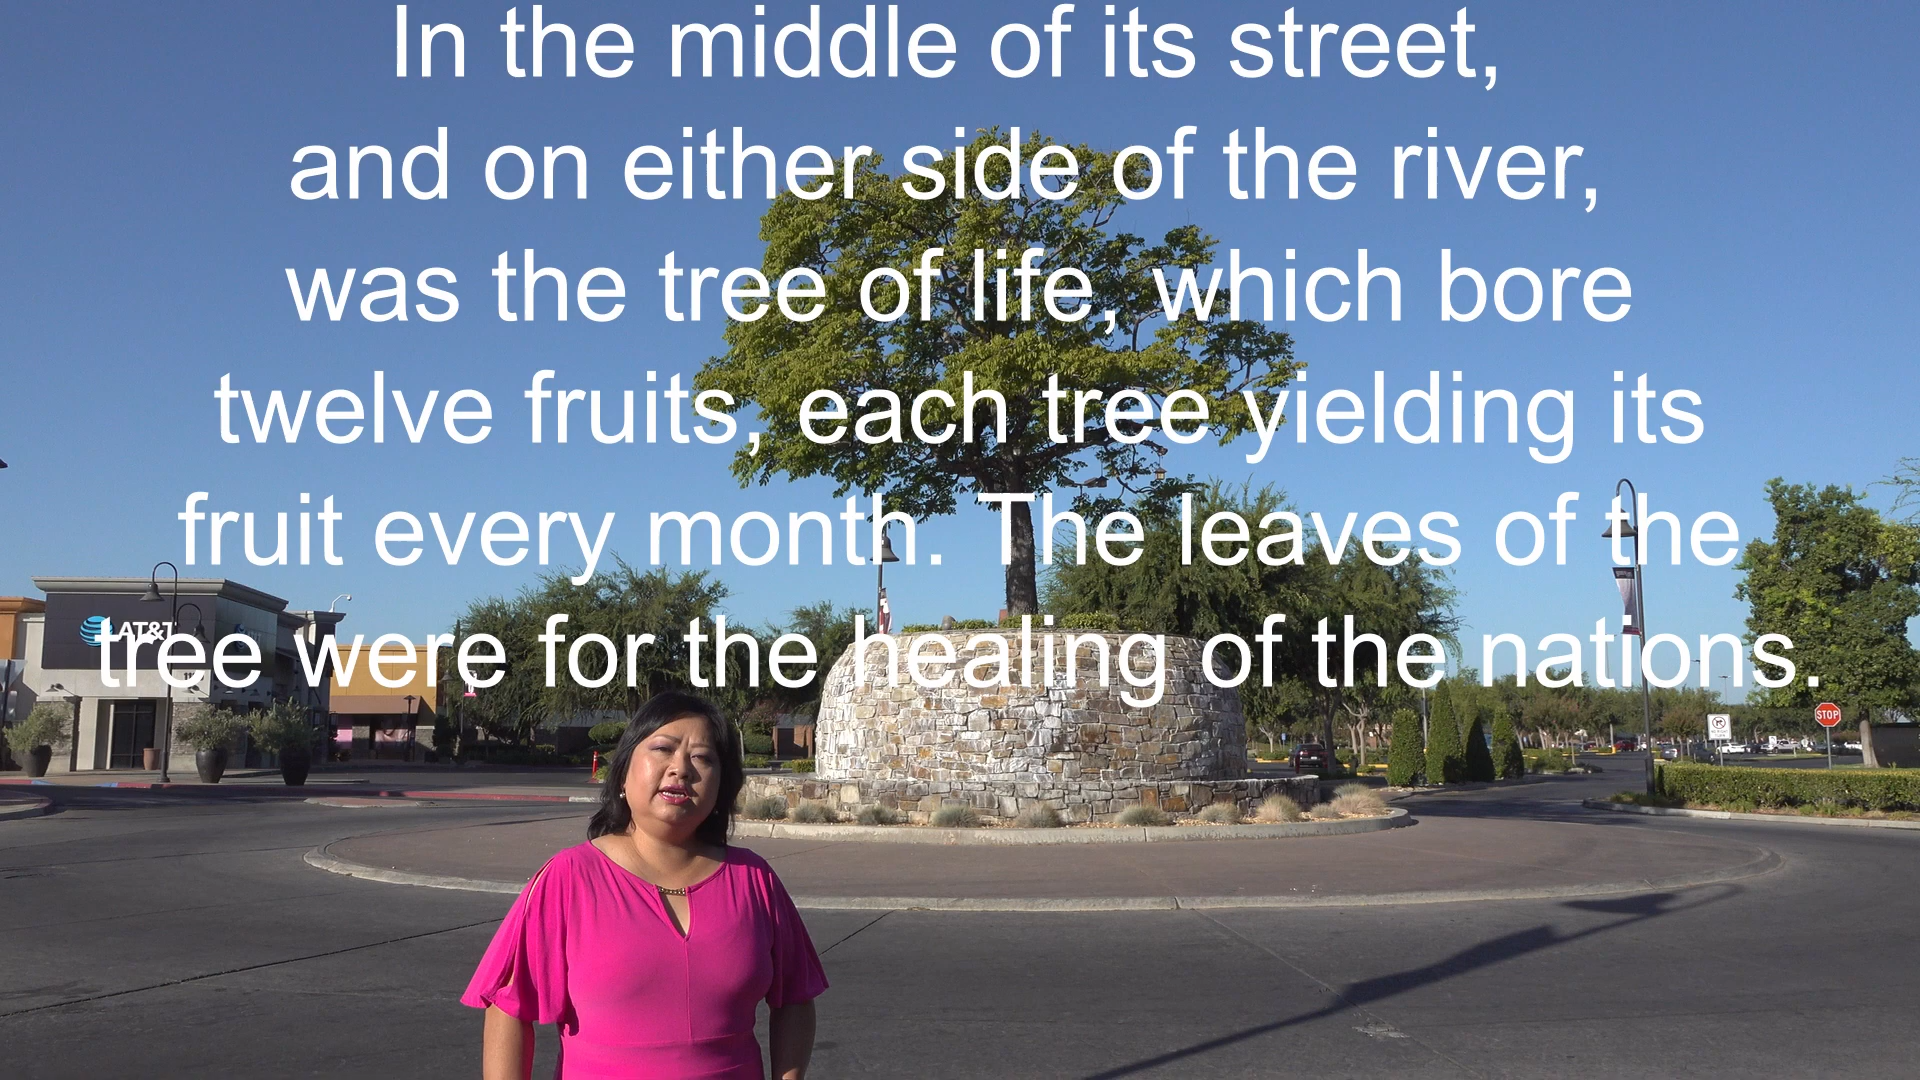 In the middle of its street,
and on either side of the river,
was the tree of life, which bore
twelve fruits, each tree yielding its
fruit every month. The leaves of the
tree were for the healing of the nations.
AT&T
STOP